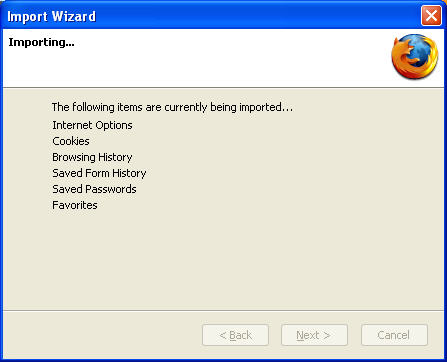 Import Wizard
Importing...
The following items are currently being imported...
Internet Options
Cookies
Browsing History
Saved Form History
Saved Passwords
Favorites
< Back Next > Cancel